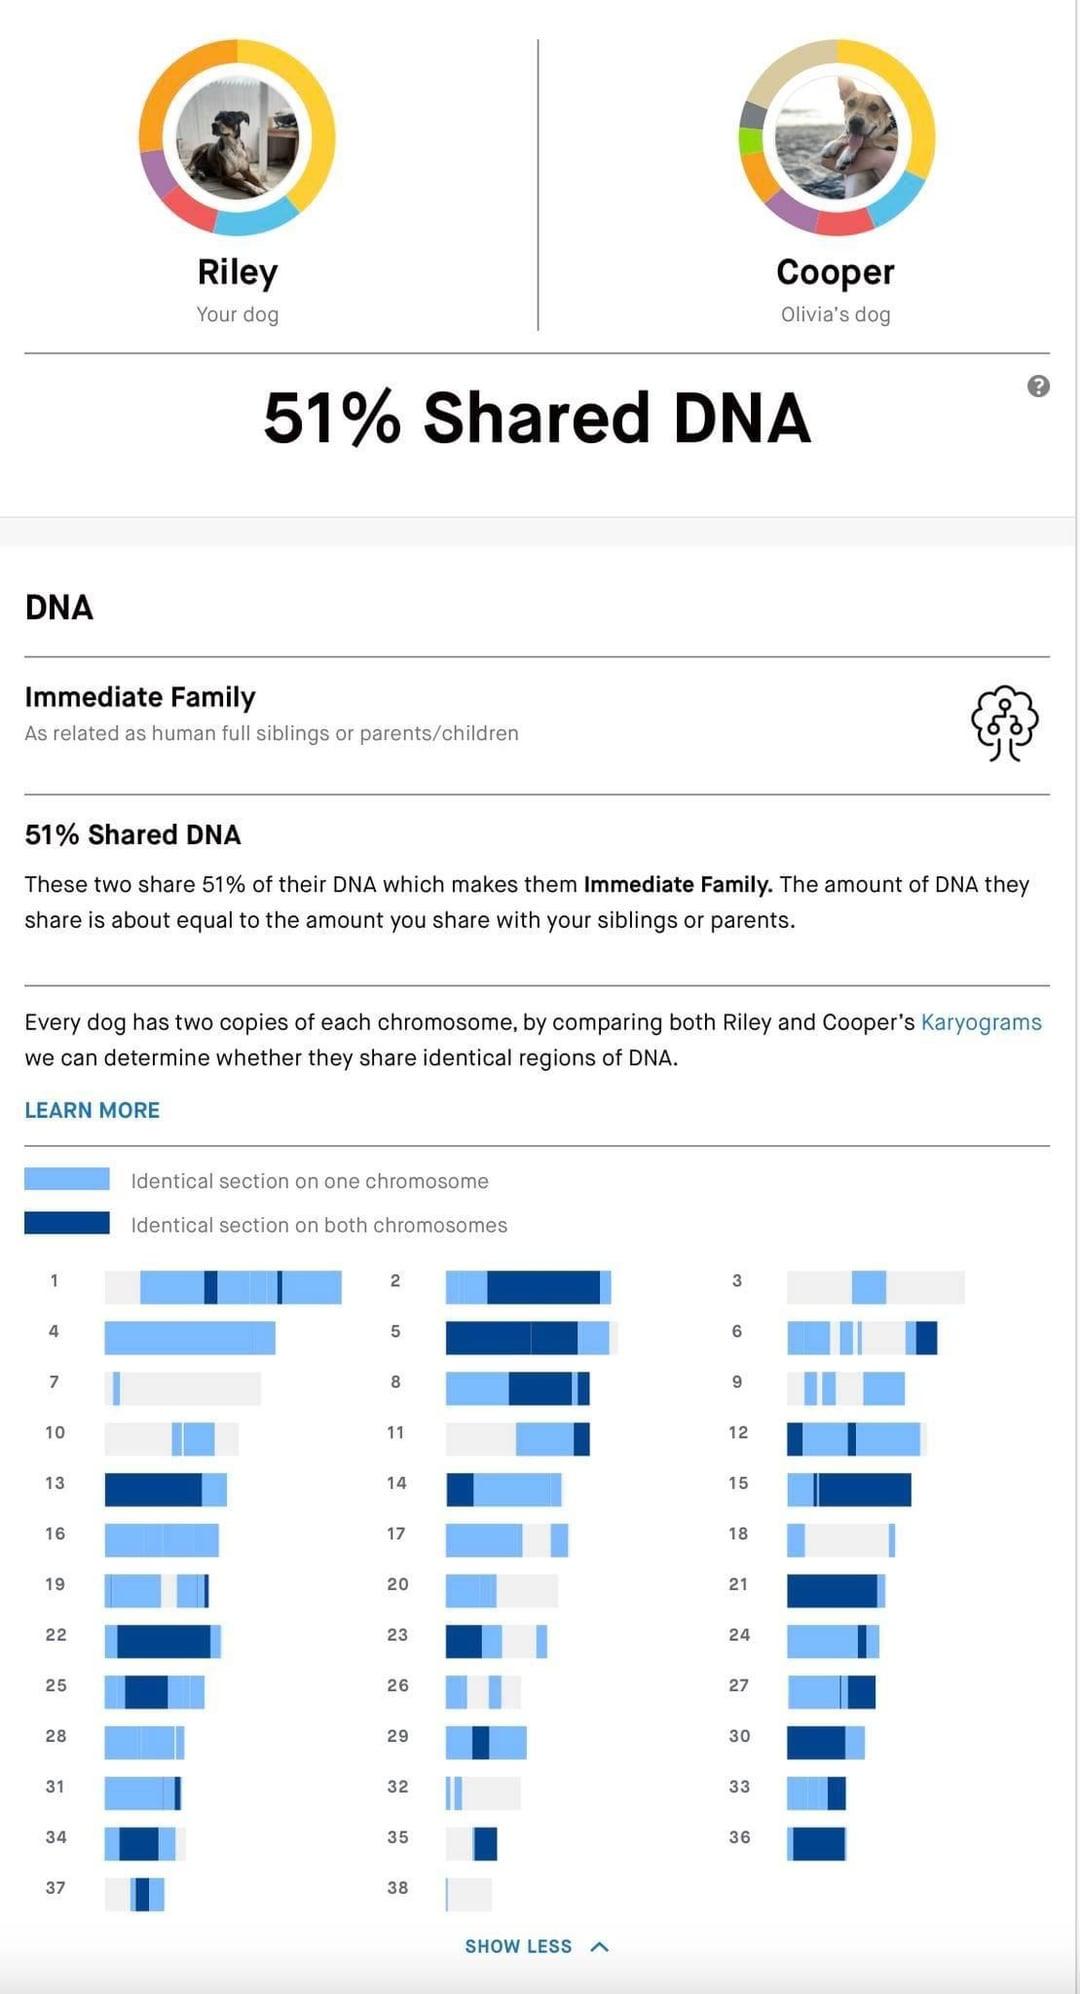 Riley
Your dog
Cooper
Olivia's dog
?
51% Shared DNA
DNA
Immediate Family
As related as human full siblings or parents/children
51% Shared DNA
These two share 51% of their DNA which makes them Immediate Family. The amount of DNA they
share is about equal to the amount you share with your siblings or parents.
Every dog has two copies of each chromosome, by comparing both Riley and Cooper's Karyograms
we can determine whether they share identical regions of DNA.
LEARN MORE
Identical section on one chromosome
Identical section on both chromosomes
1 2 3
4 5 6
7 8 9
10 11 12
13 14 15
16 17 18
19 20 21
22 23 24
25 26 27
28 29 30
31 32 33
34 35 36
37 38
SHOW LESS